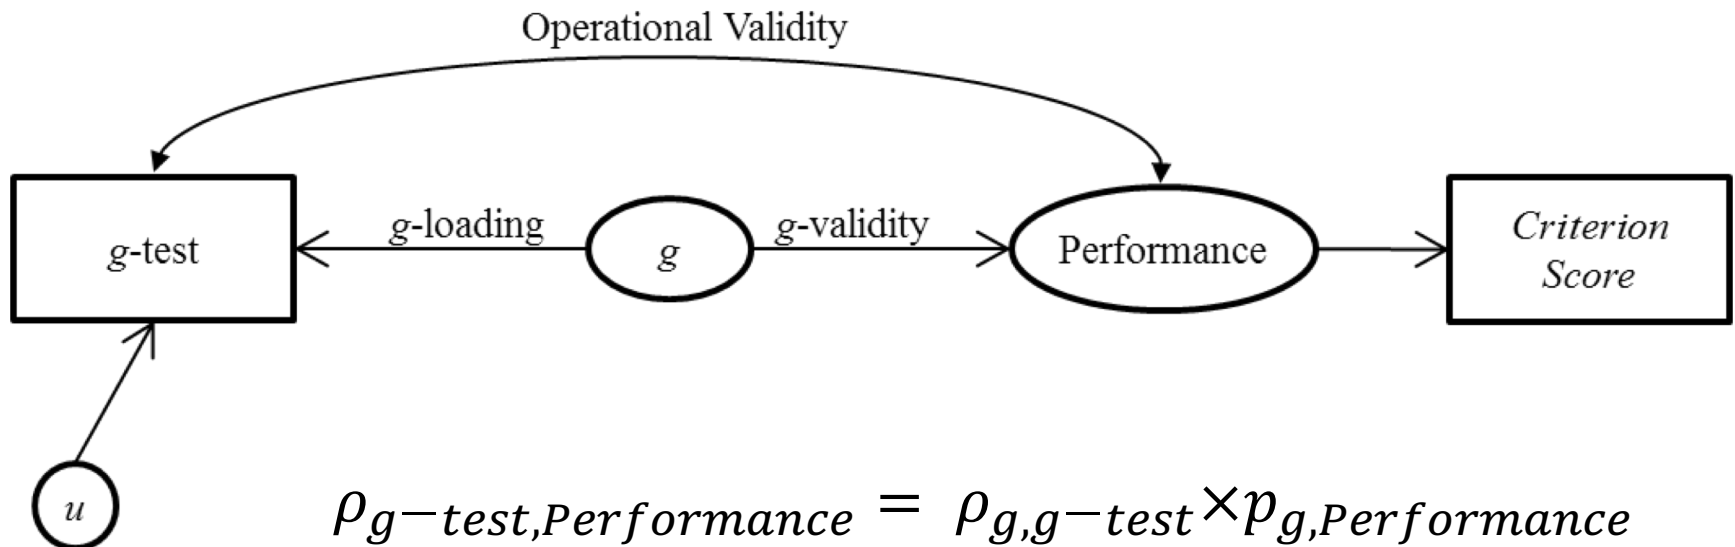 Operational Validity
g-test
g-loading
g
g-validity
Performance
Criterion
Score
u
ρg−test,Performance = ρg,g−test×pg,Performance